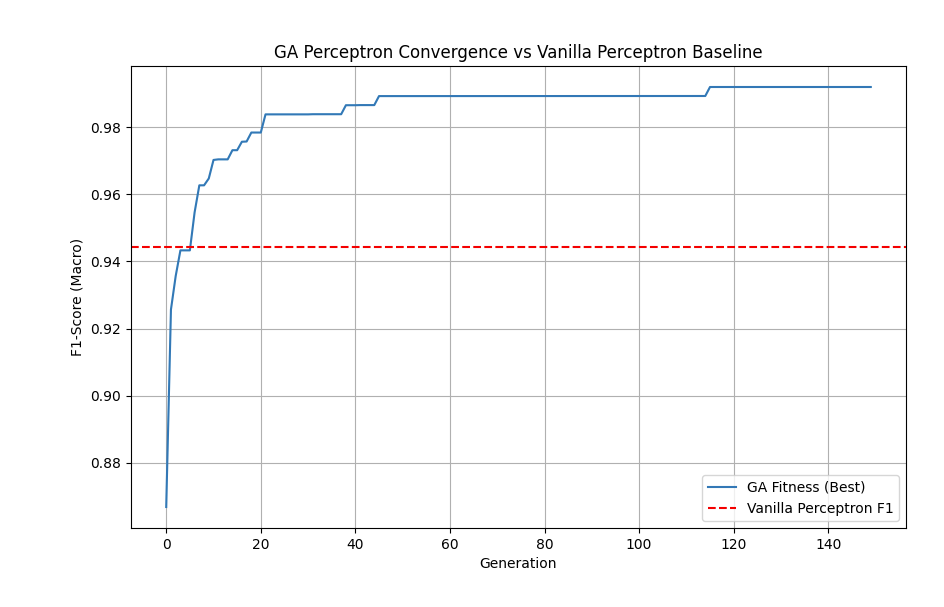 GA Perceptron Convergence vs Vanilla Perceptron Baseline
F1-Score (Macro)
0.98
0.96
0.94
0.92
0.90
0.88
0 20 40 60 80 100 120 140
Generation
GA Fitness (Best)
Vanilla Perceptron F1